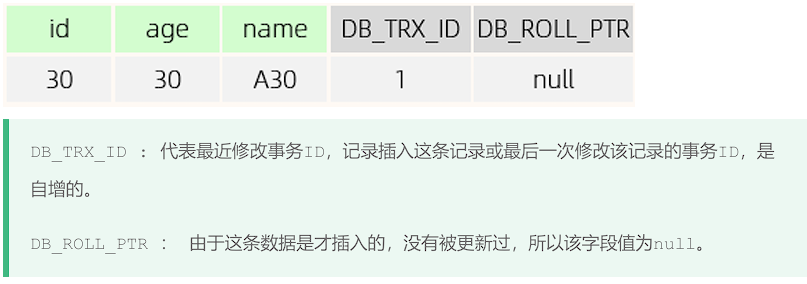 id age name DB_TRX_ID DB_ROLL_PTR
30 30 A30 1 null
DB_TRX_ID : 代表最近修改事务ID，记录插入这条记录或最后一次修改该记录的事务ID，是
自增的。
DB_ROLL_PTR : 由于这条数据是才插入的，没有被更新过，所以该字段值为null。